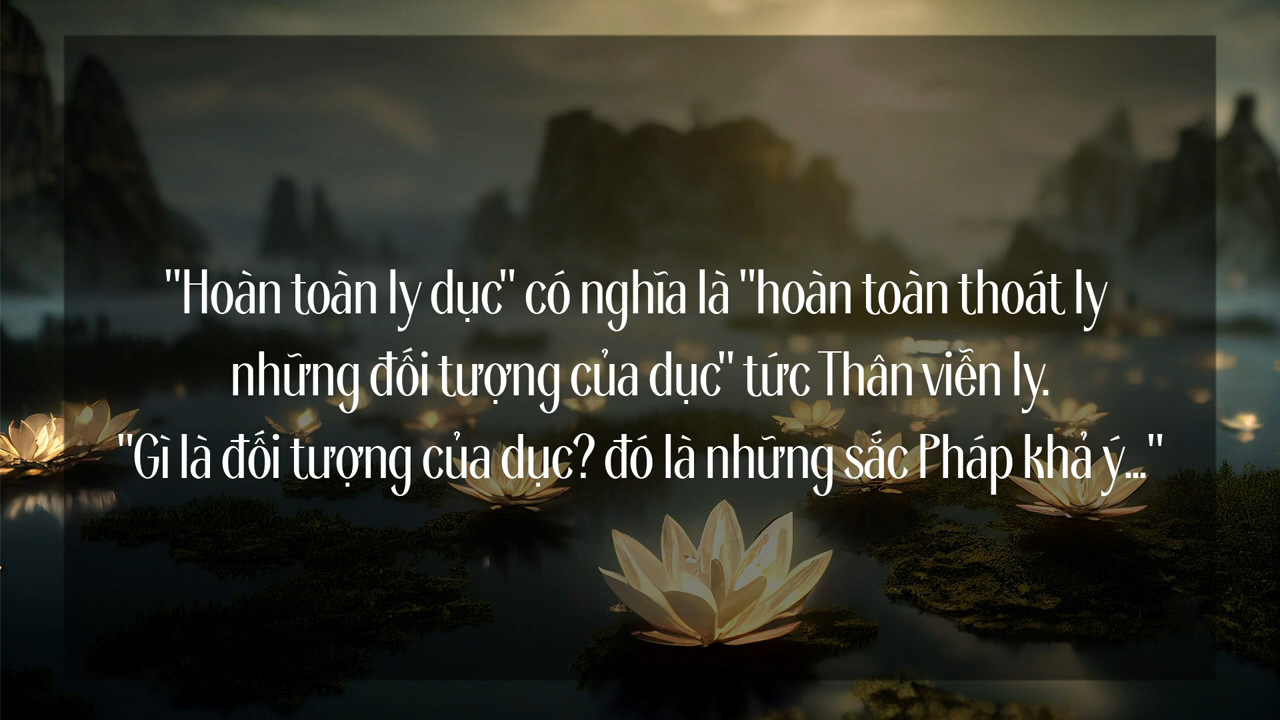 "Hoàn toàn ly dục" có nghĩa là "hoàn toàn thoát ly
những đối tượng của dục" tức Thân viễn ly.
"Gì là đối tượng của dục? đó là những sắc Pháp khả ý..."